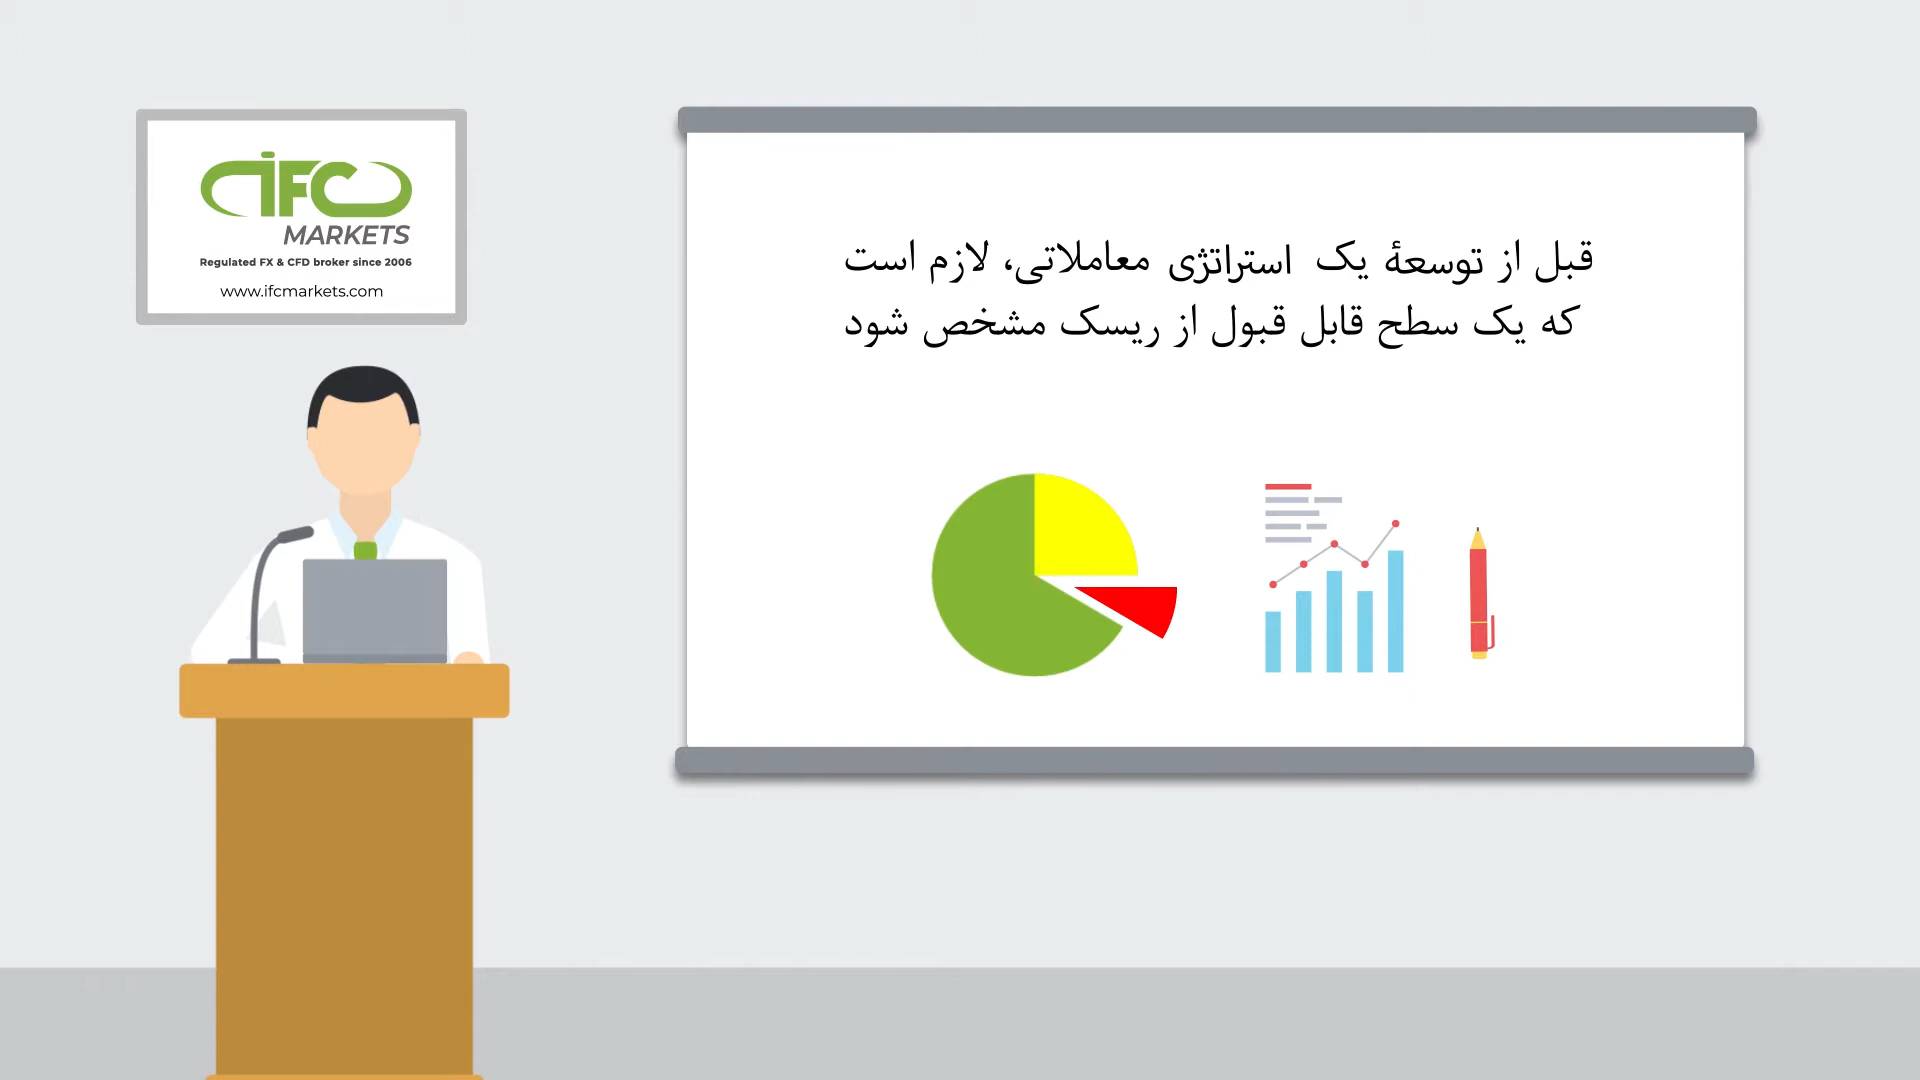 iFC
MARKETS
Regulated FX & CFD broker since 2006
www.ifcmarkets.com
قبل از توسعهٔ یک استراتژی معاملاتی، لازم است
که یک سطح قابل قبول از ریسک مشخص شود